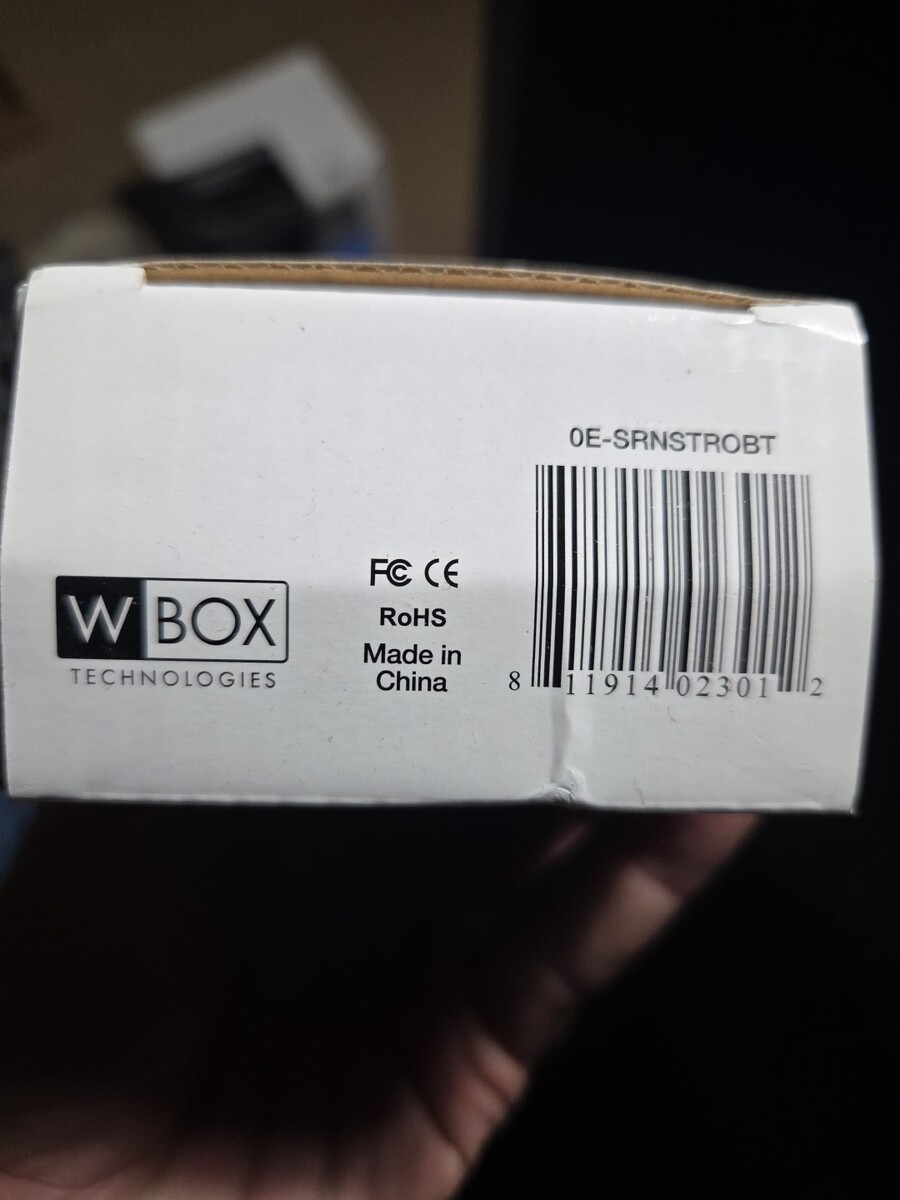 0E-SRNSTROBT
W BOX
TECHNOLOGIES
FC CE
RoHS
Made in
China
8 11914 02301 2